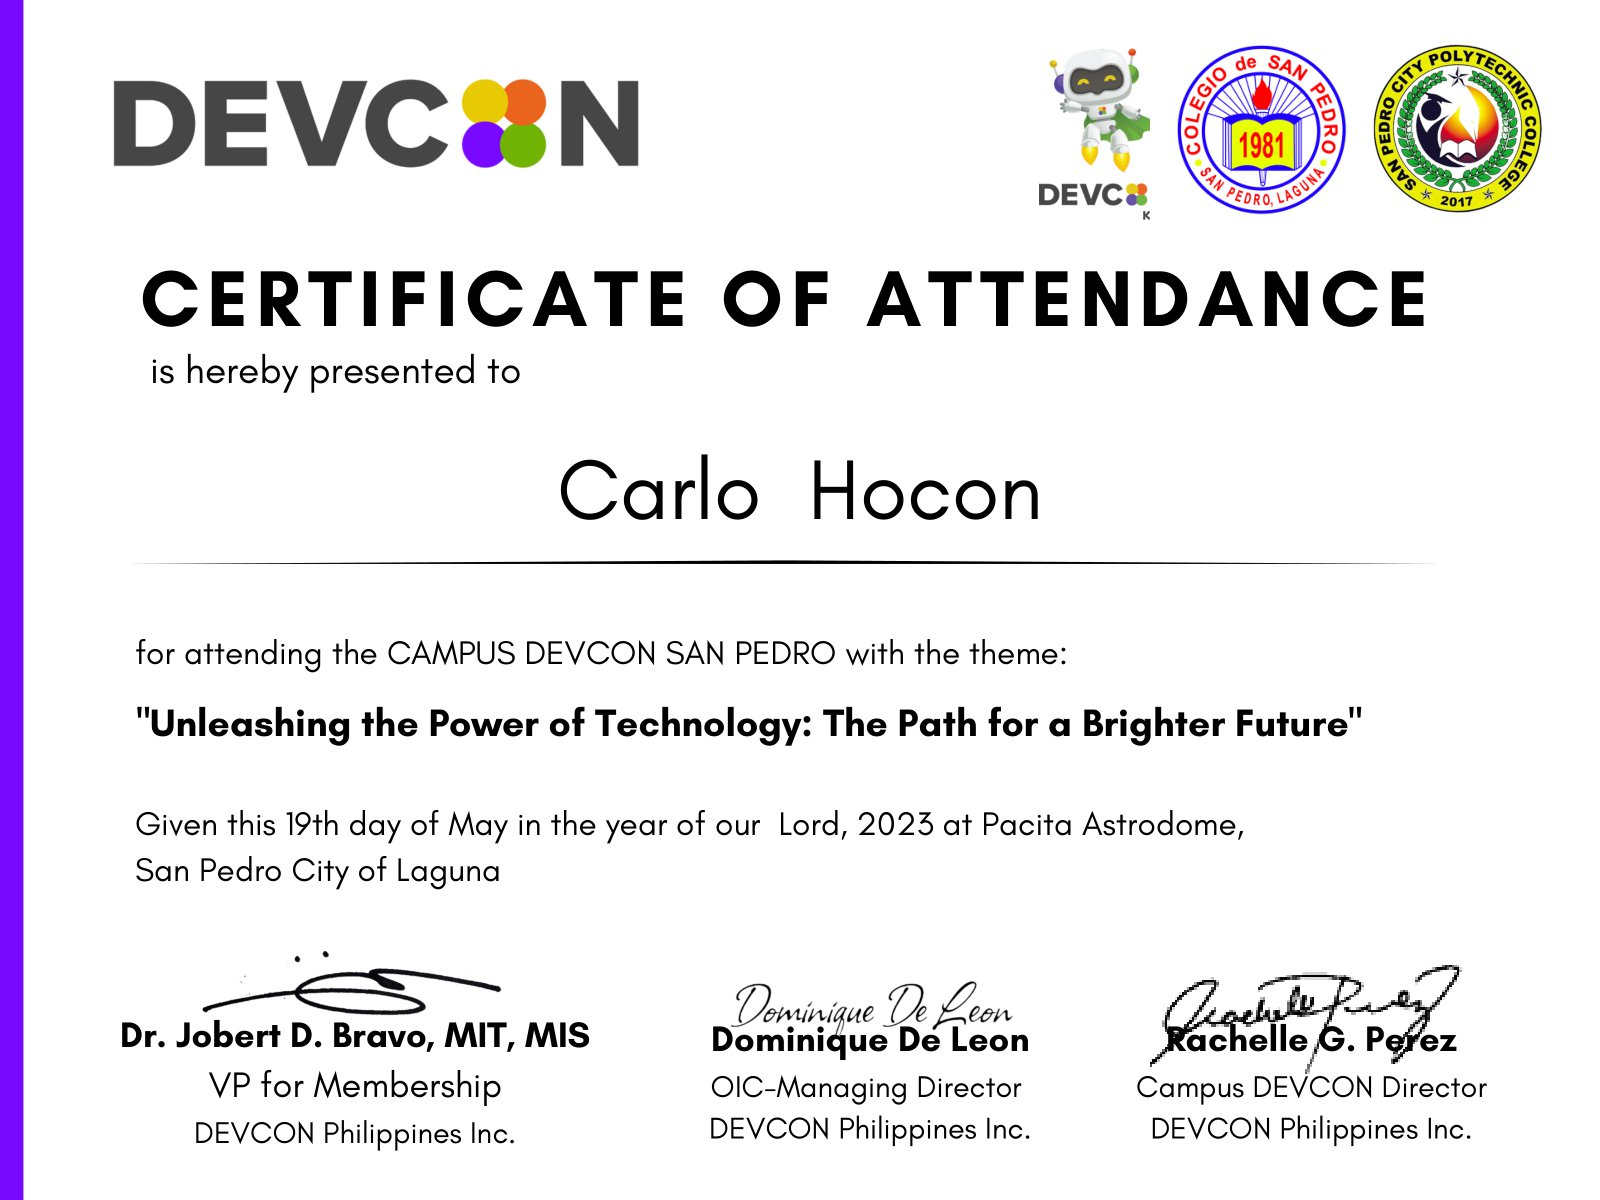 DEVCON
DEVCO
K
COLEGIO de SAN PEDRO
1981
SAN PEDRO, LAGUNA
SAN PEDRO CITY POLYTECHNIC COLLEGE
2017
CERTIFICATE OF ATTENDANCE
is hereby presented to
Carlo Hocon
for attending the CAMPUS DEVCON SAN PEDRO with the theme:
"Unleashing the Power of Technology: The Path for a Brighter Future"
Given this 19th day of May in the year of our Lord, 2023 at Pacita Astrodome,
San Pedro City of Laguna
Dominique De Leon
Rachelle Perez
Dr. Jobert D. Bravo, MIT, MIS
Dominique De Leon
Rachelle G. Perez
VP for Membership
OIC-Managing Director
Campus DEVCON Director
DEVCON Philippines Inc.
DEVCON Philippines Inc.
DEVCON Philippines Inc.